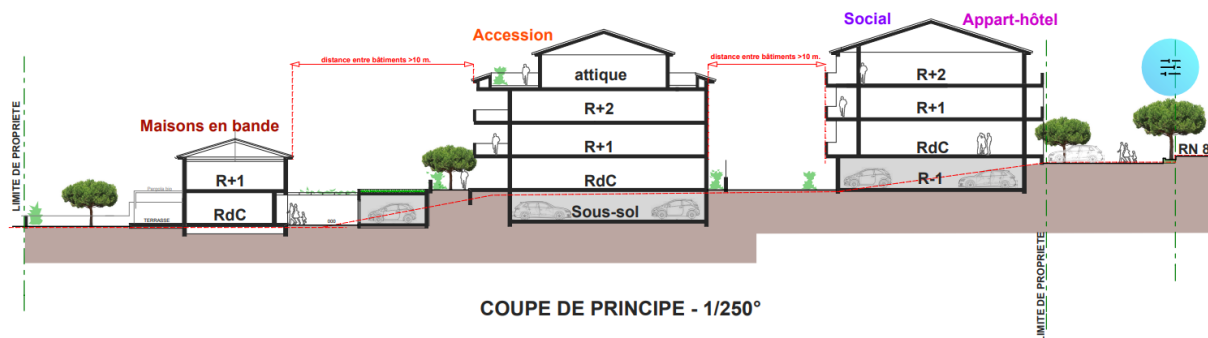 Social
Appart-hôtel
Accession
distance entre bâtiments >10 m.
distance entre bâtiments >10 m.
attique
R+2
R+2
R+1
R+1
Maisons en bande
LIMITE DE PROPRIETE
R+1
RdC
RdC
R-1
RN 8
Pergola bio
RdC
TERRASSE
Sous-sol
LIMITE DE PROPRIETE
COUPE DE PRINCIPE - 1/250°